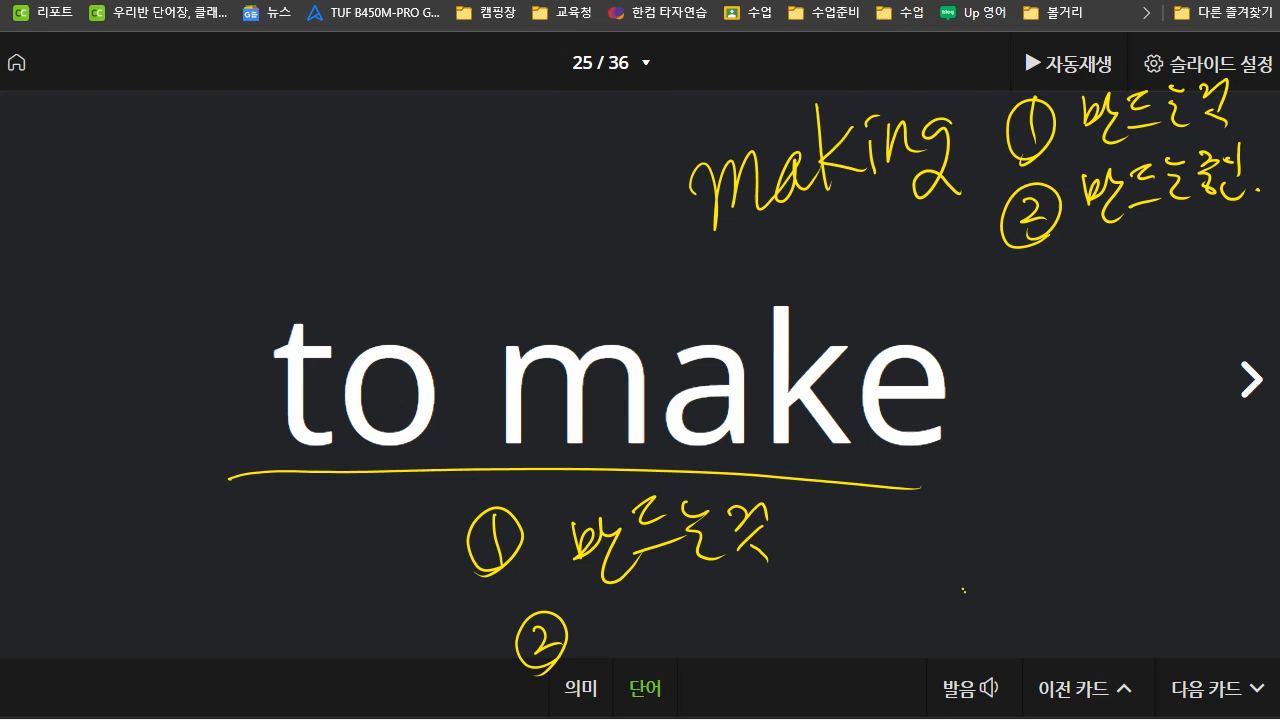 리포트 우리반 단어장, 클래... 뉴스 TUF B450M-PRO G... 캠핑장 교육청 한컴 타자연습 수업 수업준비 수업 Up 영어 볼거리 다른 즐겨찾기
25 / 36 자동재생 슬라이드 설정
making ① 만드는것
② 만드는중인.
to make
① 만드는것
②
의미 단어 발음 이전 카드 다음 카드